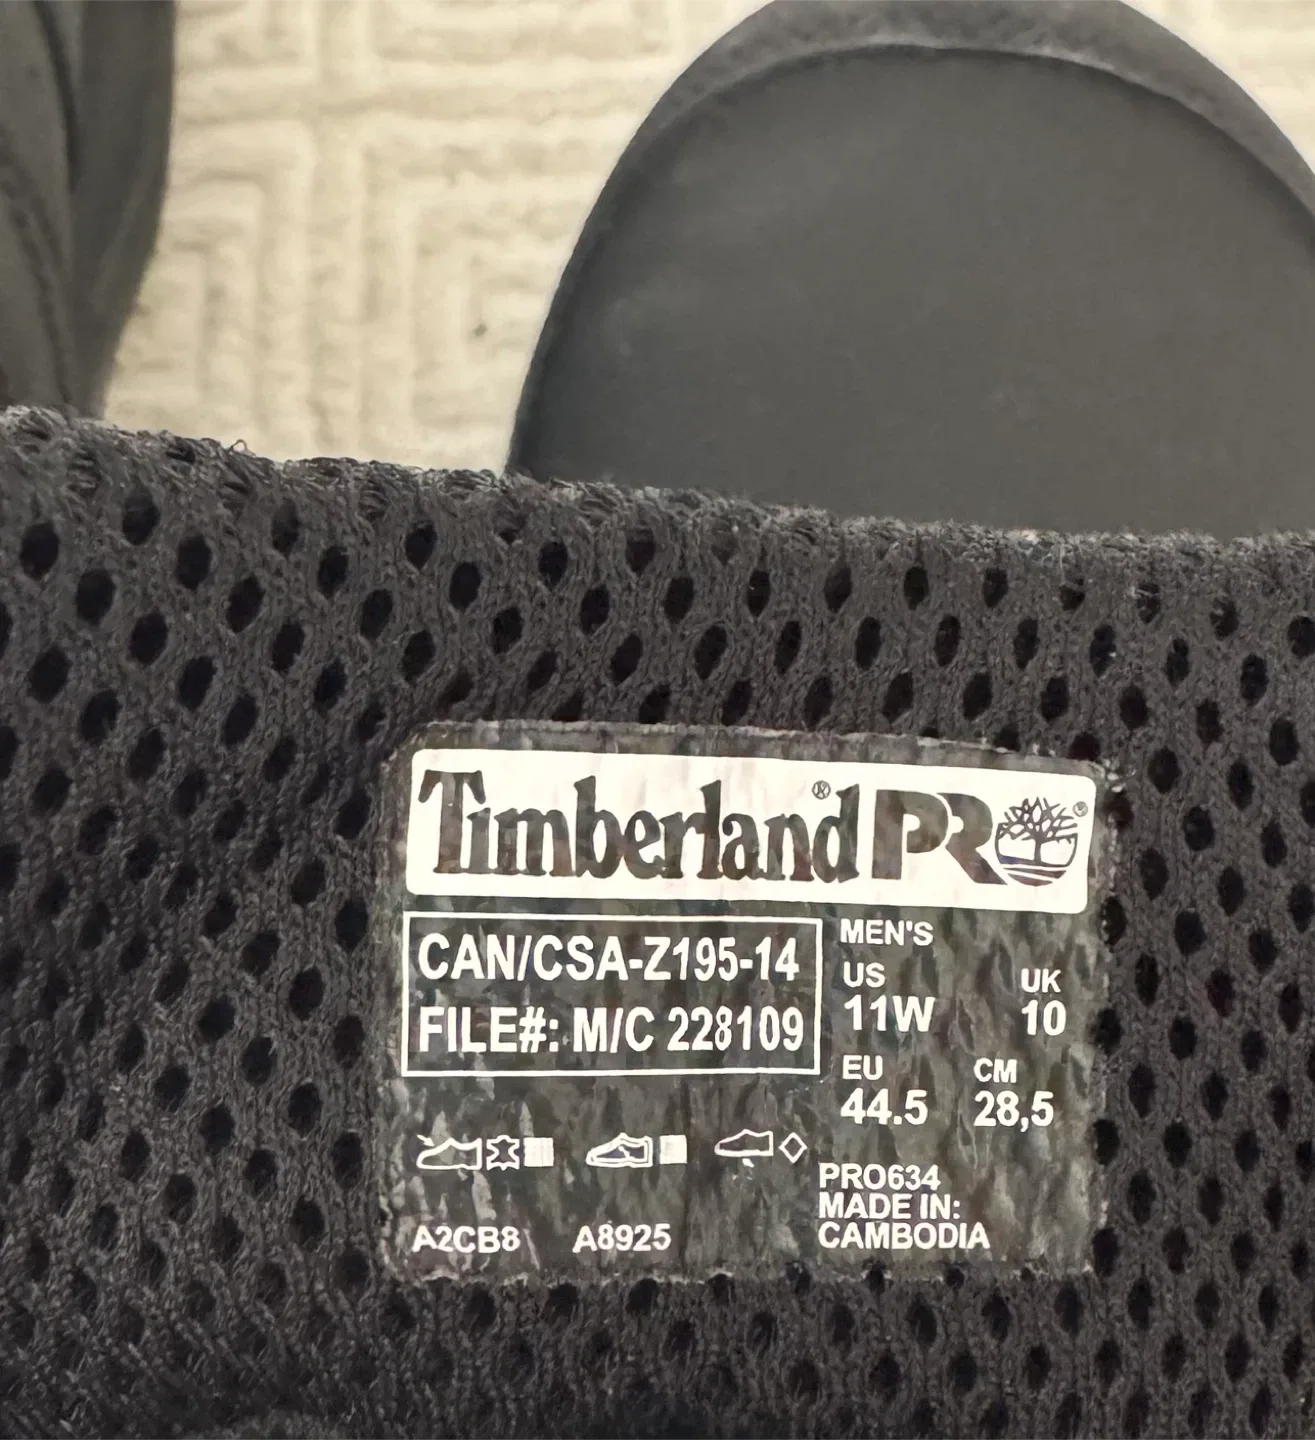 Timberland® PRO®
CAN/CSA-Z195-14
FILE#: M/C 228109
MEN'S
US UK
11W 10
EU CM
44.5 28,5
A2CB8 A8925
PRO634
MADE IN:
CAMBODIA